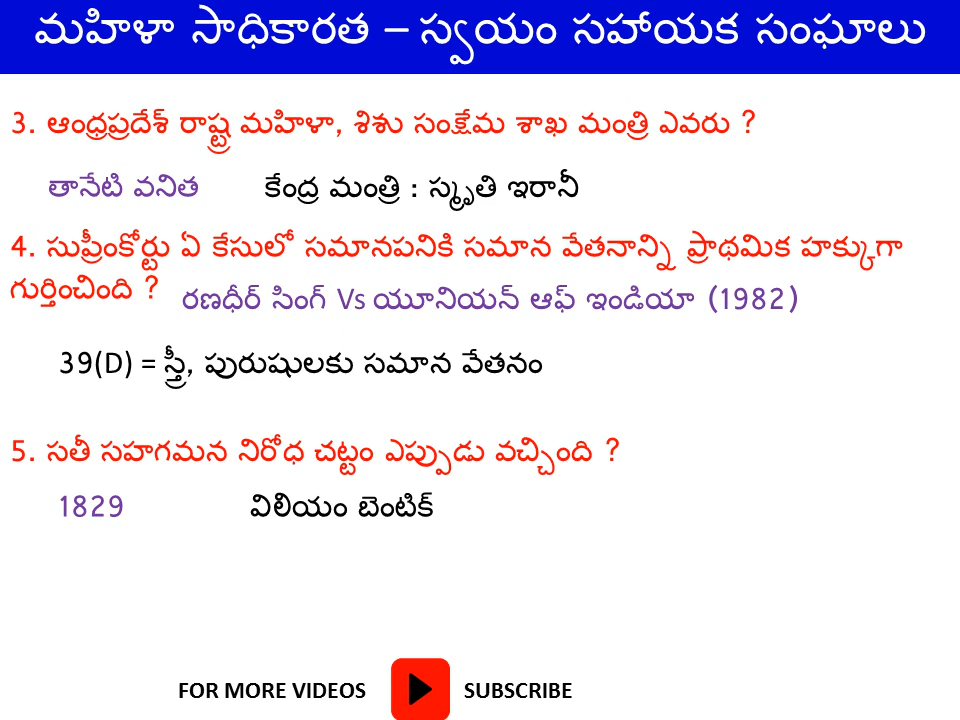 మహిళా సాధికారత – స్వయం సహాయక సంఘాలు
3. ఆంధ్రప్రదేశ్ రాష్ట్ర మహిళా, శిశు సంక్షేమ శాఖ మంత్రి ఎవరు ?
తానేటి వనిత కేంద్ర మంత్రి : స్మృతి ఇరానీ
4. సుప్రీంకోర్టు ఏ కేసులో సమానపనికి సమాన వేతనాన్ని ప్రాథమిక హక్కుగా
గుర్తించింది ? రణధీర్ సింగ్ Vs యూనియన్ ఆఫ్ ఇండియా (1982)
39(D) = స్త్రీ, పురుషులకు సమాన వేతనం
5. సతీ సహగమన నిరోధ చట్టం ఎప్పుడు వచ్చింది ?
1829 విలియం బెంటిక్
FOR MORE VIDEOS SUBSCRIBE